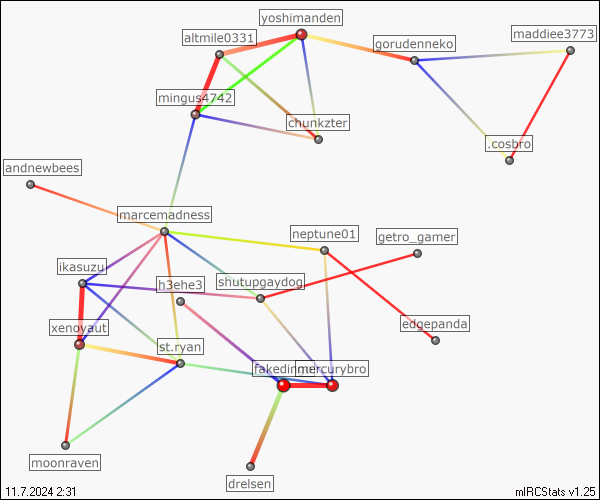 yoshimanden
maddiee3773
altmile0331
gorudenneko
mingus4742
chunkzter
.cosbro
andnewbees
marcemadness
neptune01
getro_gamer
ikasuzu
h3ehe3
shutupgaydog
xenoyaut
edgepanda
st.ryan
mercurybro
moonraven
drelsen
11.7.2024 2:31
mIRCStats v1.25